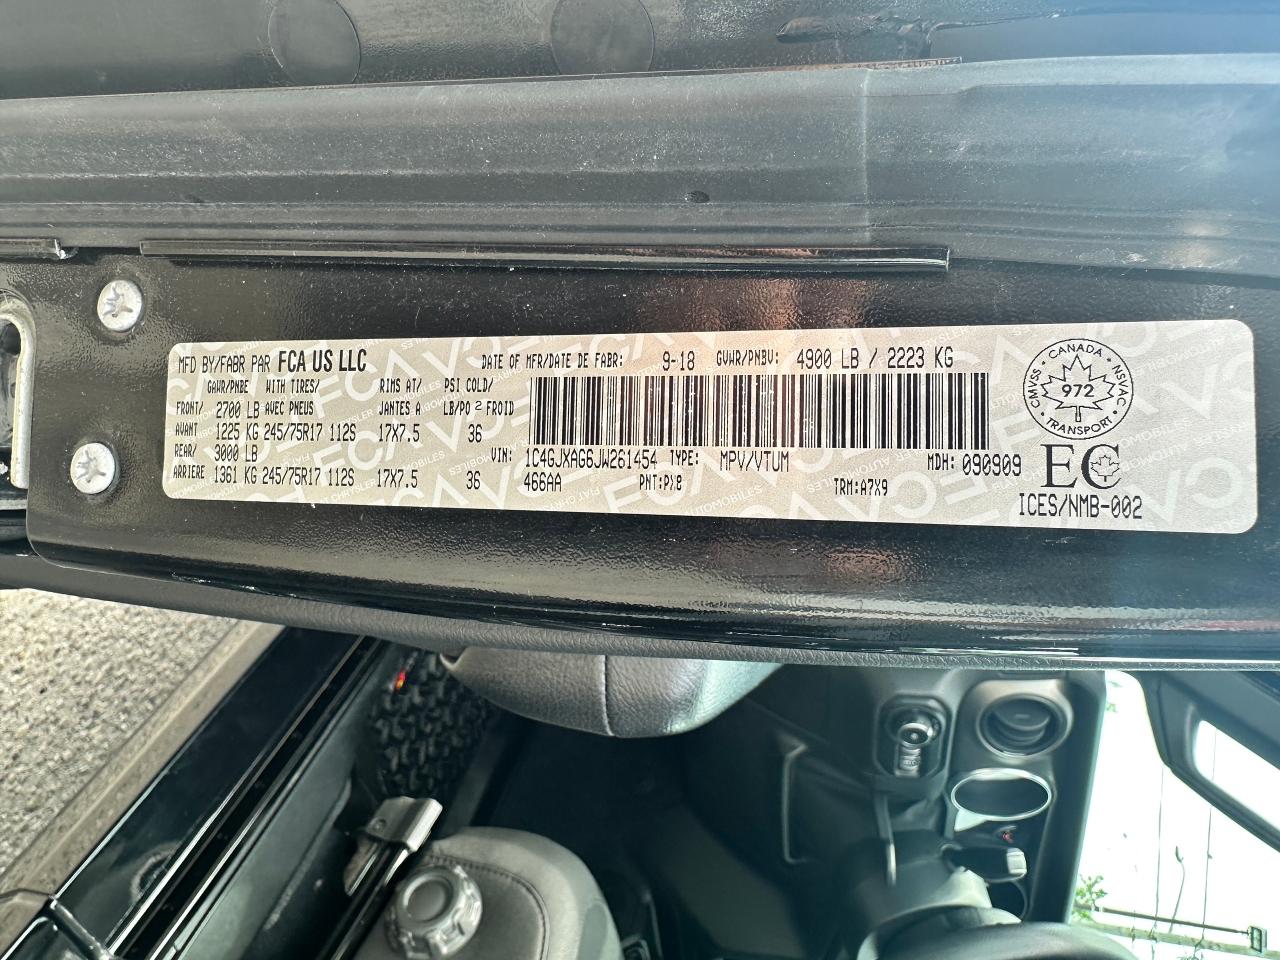 MFD BY/FABR PAR FCA US LLC DATE OF MFR/DATE DE FABR: 9-18 GVWR/PNBV: 4900 LB / 2223 KG
GAWR/PNBE WITH TIRES/ RIMS AT/ PSI COLD/
FRONT/ 2700 LB AVEC PNEUS JANTES A LB/PO 2 FROID
AVANT 1225 KG 245/75R17 112S 17X7.5 36
REAR/ 3000 LB VIN: 1C4GJXAG6JW261454 TYPE: MPV/VTUM MDH: 090909
ARRIERE 1361 KG 245/75R17 112S 17X7.5 36 466AA PNT:PX8 TRM:A7X9
CANADA
CMVSS 972 NSVAC
TRANSPORT
EC
ICES/NMB-002